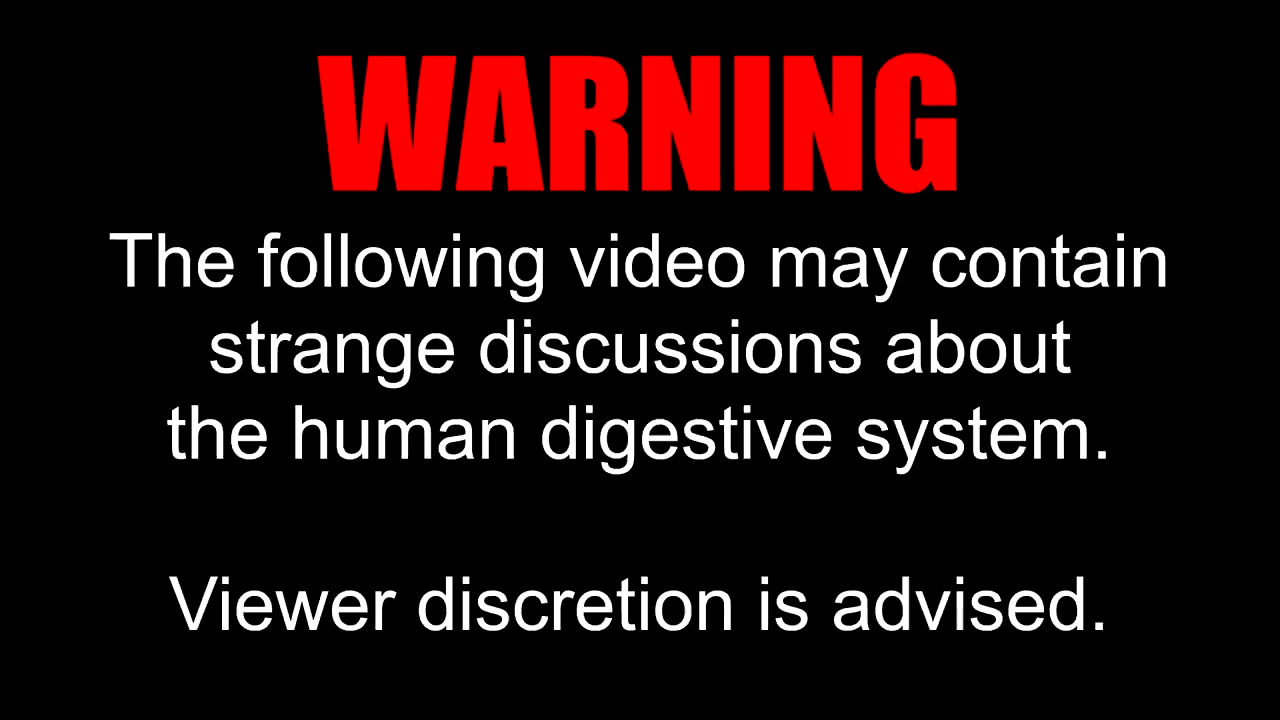 WARNING
The following video may contain
strange discussions about
the human digestive system.
Viewer discretion is advised.